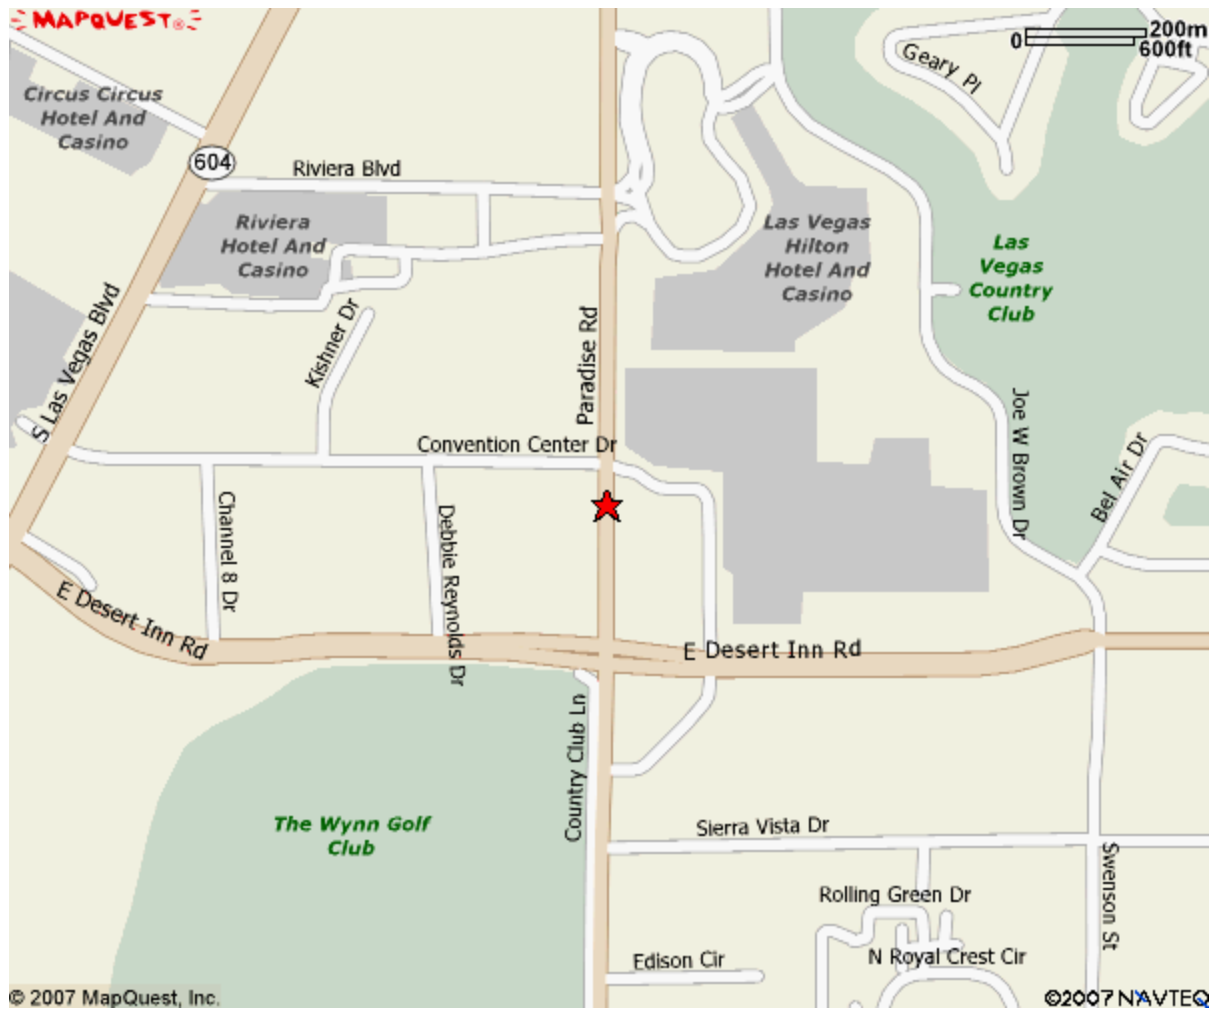 MAPQUEST®
200m
0
600ft
Geary Pl
Circus Circus
Hotel And
Casino
604
Riviera Blvd
Riviera
Hotel And
Casino
Las Vegas
Hilton
Hotel And
Casino
Las
Vegas
Country
Club
S Las Vegas Blvd
Kishner Dr
Paradise Rd
Joe W Brown Dr
Bel Air Dr
Convention Center Dr
Channel 8 Dr
Debbie Reynolds Dr
E Desert Inn Rd
E Desert Inn Rd
Country Club Ln
The Wynn Golf
Club
Sierra Vista Dr
Swenson St
Rolling Green Dr
N Royal Crest Cir
Edison Cir
© 2007 MapQuest, Inc.
©2007 NAVTEQ